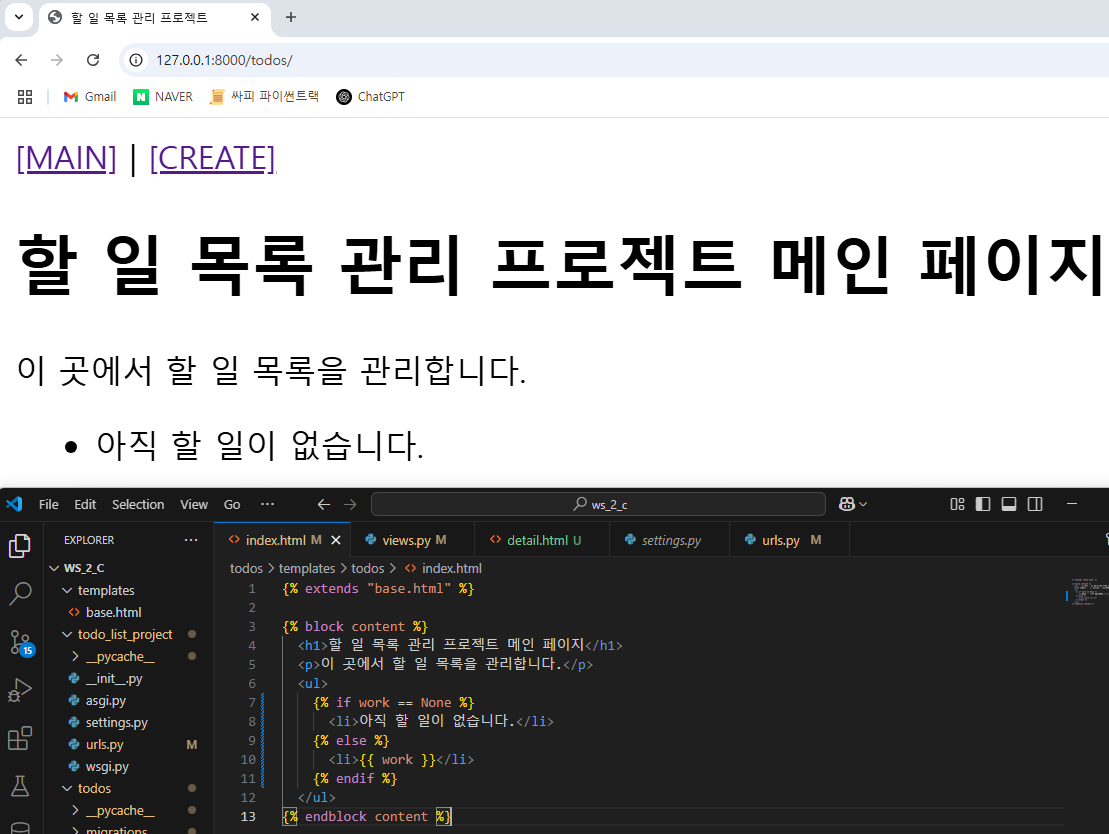 할 일 목록 관리 프로젝트
127.0.0.1:8000/todos/
Gmail NAVER 싸피 파이썬트랙 ChatGPT
[MAIN] | [CREATE]
할 일 목록 관리 프로젝트 메인 페이지
이 곳에서 할 일 목록을 관리합니다.
• 아직 할 일이 없습니다.
File Edit Selection View Go ··· ws_2_c
EXPLORER ···
WS_2_C
templates
base.html
todo_list_project
__pycache__
__init__.py
asgi.py
settings.py
urls.py M
wsgi.py
todos
__pycache__
migrations
15
index.html M views.py M detail.html U settings.py urls.py M
todos > templates > todos > index.html
1 {% extends "base.html" %}
2
3 {% block content %}
4 <h1>할 일 목록 관리 프로젝트 메인 페이지</h1>
5 <p>이 곳에서 할 일 목록을 관리합니다.</p>
6 <ul>
7 {% if work == None %}
8 <li>아직 할 일이 없습니다.</li>
9 {% else %}
10 <li>{{ work }}</li>
11 {% endif %}
12 </ul>
13 {% endblock content %}